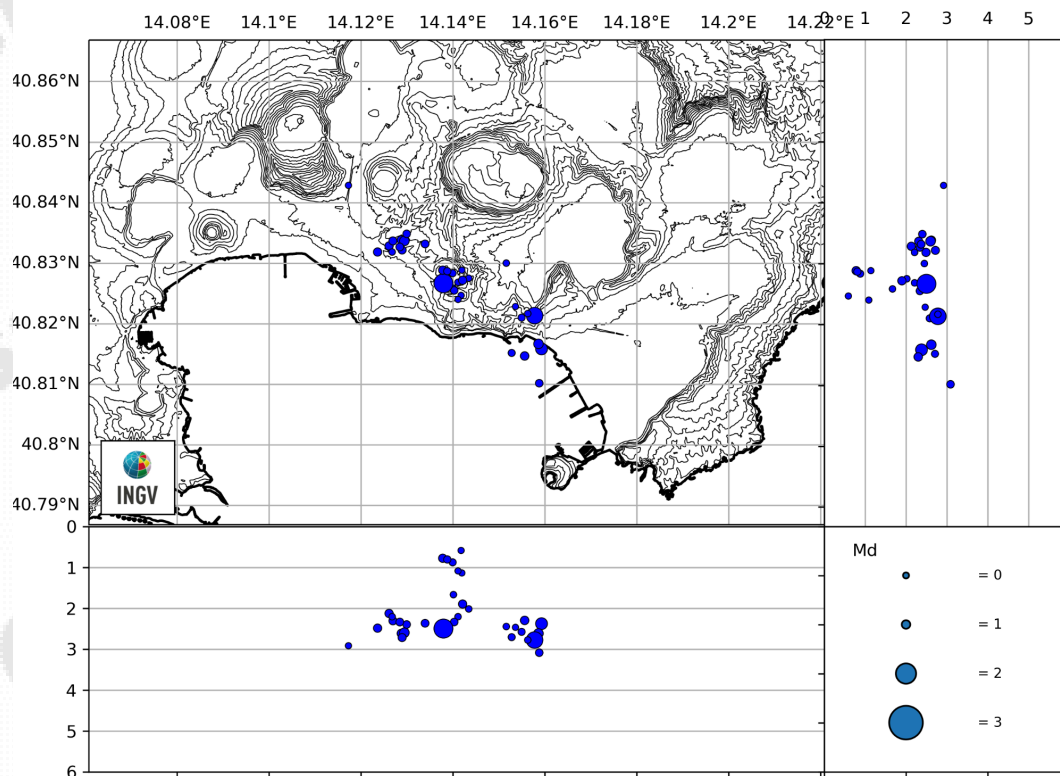 14.08°E 14.1°E 14.12°E 14.14°E 14.16°E 14.18°E 14.2°E 14.22°E 0 1 2 3 4 5
40.86°N
40.85°N
40.84°N
40.83°N
40.82°N
40.81°N
40.8°N
40.79°N
INGV
0
1
2
3
4
5
6
Md
= 0
= 1
= 2
= 3